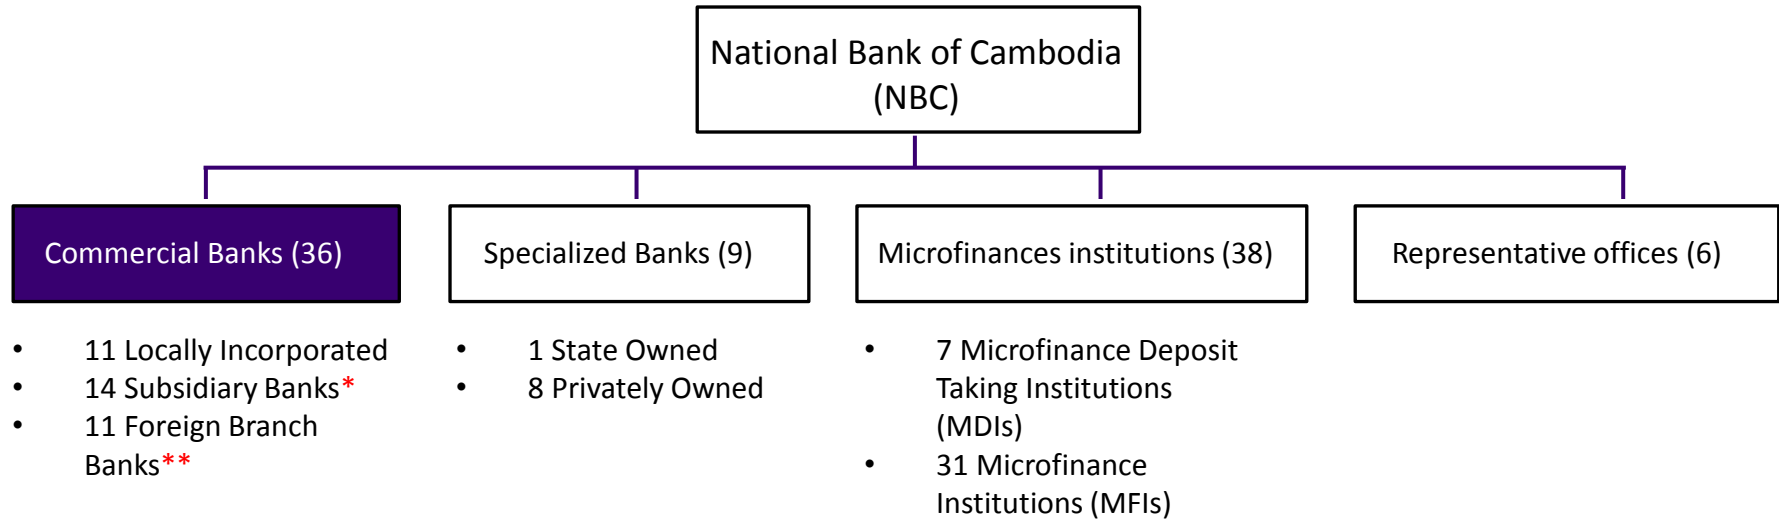 National Bank of Cambodia
(NBC)
Commercial Banks (36)
Specialized Banks (9)
Microfinances institutions (38)
Representative offices (6)
• 11 Locally Incorporated
• 14 Subsidiary Banks*
• 11 Foreign Branch
Banks**
• 1 State Owned
• 8 Privately Owned
• 7 Microfinance Deposit
Taking Institutions
(MDIs)
• 31 Microfinance
Institutions (MFIs)